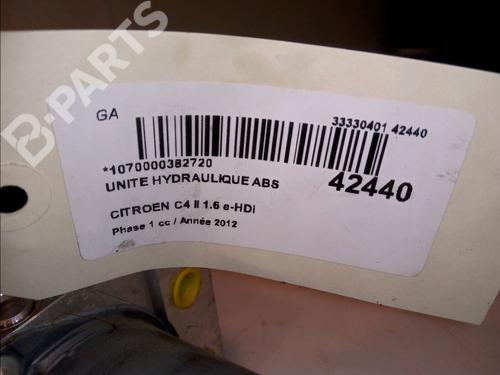 B-PARTS
GA
33330401 42440
*1070000382720
UNITE HYDRAULIQUE ABS
42440
CITROEN C4 II 1.6 e-HDi
Phase 1 cc / Année 2012